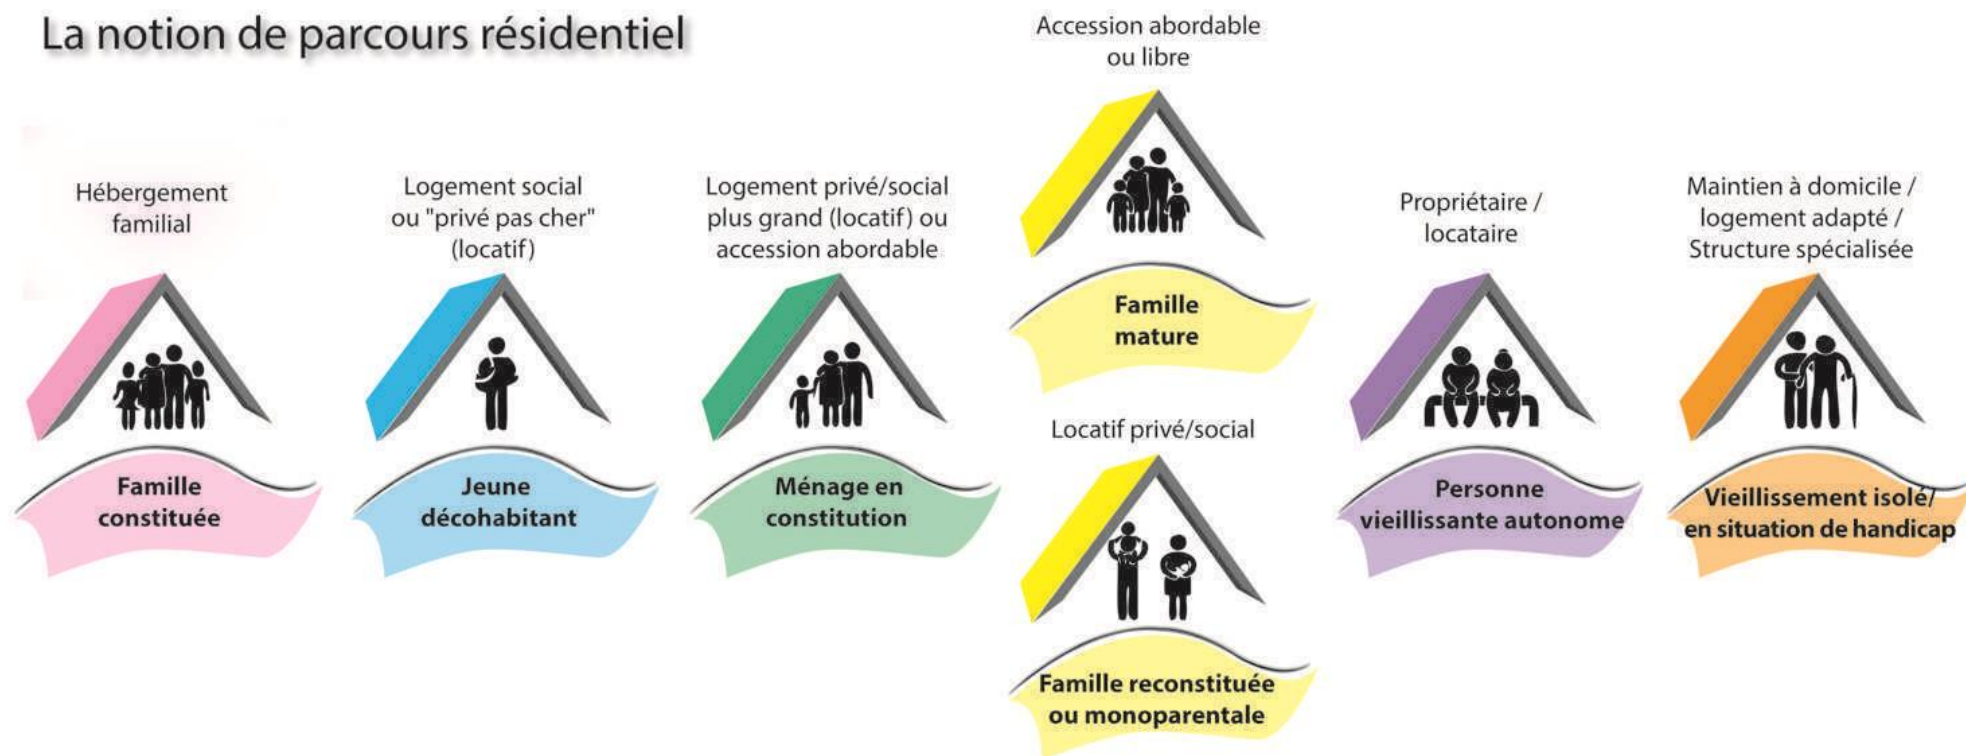 La notion de parcours résidentiel
Hébergement
familial
Famille
constituée
Logement social
ou "privé pas cher"
(locatif)
Jeune
décohabitant
Logement privé/social
plus grand (locatif) ou
accession abordable
Ménage en
constitution
Accession abordable
ou libre
Famille
mature
Locatif privé/social
Famille reconstituée
ou monoparentale
Propriétaire /
locataire
Personne
vieillissante autonome
Maintien à domicile /
logement adapté /
Structure spécialisée
Vieillissement isolé/
en situation de handicap